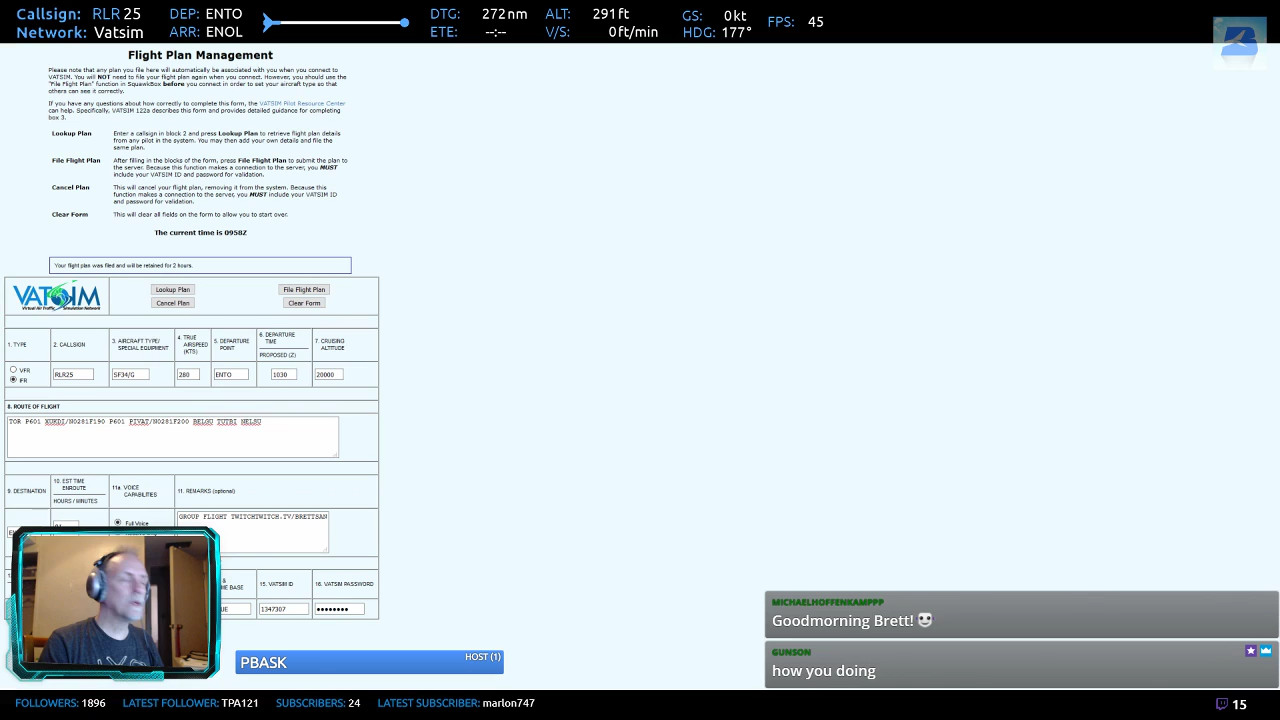 Callsign: RLR 25
Network: Vatsim
DEP: ENTO
ARR: ENOL
DTG: 272nm
ETE: --:--
ALT: 291ft
V/S: 0ft/min
GS: 0kt
HDG: 177°
FPS: 45
Flight Plan Management
Please note that any plan you file here will automatically be associated with you when you connect to
VATSIM. You will NOT need to file your flight plan again when you connect. However, you should use the
"File Flight Plan" function in SquawkBox before you connect in order to set your aircraft type so that
others can see it correctly.
If you have any questions about how correctly to complete this form, the VATSIM Pilot Resource Center
can help. Specifically, VATSIM 122a describes this form and provides detailed guidance for completing
box 3.
Lookup Plan
Enter a callsign in block 2 and press Lookup Plan to retrieve flight plan details
from any pilot in the system. You may then add your own details and file the
same plan.
File Flight Plan
After filling in the blocks of the form, press File Flight Plan to submit the plan to
the server. Because this function makes a connection to the server, you MUST
include your VATSIM ID and password for validation.
Cancel Plan
This will cancel your flight plan, removing it from the system. Because this
function makes a connection to the server, you MUST include your VATSIM ID
and password for validation.
Clear Form
This will clear all fields on the form to allow you to start over.
The current time is 0958Z
Your flight plan was filed and will be retained for 2 hours.
VATSIM
Virtual Air Traffic Simulation Network
Lookup Plan
File Flight Plan
Cancel Plan
Clear Form
1. TYPE
2. CALLSIGN
3. AIRCRAFT TYPE/
SPECIAL EQUIPMENT
4. TRUE
AIRSPEED
(KTS)
5. DEPARTURE
POINT
6. DEPARTURE
TIME
PROPOSED (Z)
7. CRUISING
ALTITUDE
VFR
IFR
RLR25
SF34/G
280
ENTO
1030
20000
8. ROUTE OF FLIGHT
TOR P601 XUKDI/N0281F190 P601 PIVAT/N0281F200 BELGU TUTBI NELSU
9. DESTINATION
10. EST TIME
ENROUTE
HOURS / MINUTES
11a. VOICE
CAPABILITIES
11. REMARKS (optional)
Full Voice
GROUP FLIGHT TWITCHTWITCH.TV/BRETTSAN
15. VATSIM ID
16. VATSIM PASSWORD
1347307
••••••••
PBASK
HOST (1)
MICHAELHOFFENKAMPPP
Goodmorning Brett!
GUNSON
how you doing
FOLLOWERS: 1896
LATEST FOLLOWER: TPA121
SUBSCRIBERS: 24
LATEST SUBSCRIBER: marlon747
15